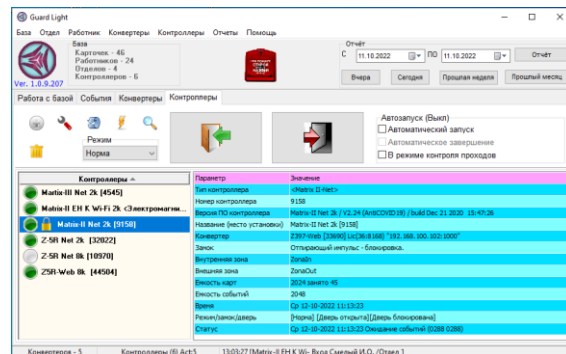 Guard Light
База Отдел Работник Конвертеры Контроллеры Отчеты Помощь
База
Карточек - 46
Работников - 24
Отделов - 4
Контроллеров - 6
Ver. 1.0.9.207
Отчёт
С 11.10.2022 ПО 11.10.2022 Отчёт
Вчера Сегодня Прошлая неделя Прошлый месяц
Работа с базой События Конвертеры Контроллеры
Режим
Норма
Автозапуск (Выкл)
Автоматический запуск
Автоматическое завершение
В режиме контроля проходов
Контроллеры
Matrix-III Net 2k [4545]
Matrix-II EH K Wi-Fi 2k <Электромагни...
Matrix-II Net 2k [9158]
Z-5R Net 2k [32022]
Z-5R Net 8k [10970]
Z5R-Web 8k [44504]
Параметр Значение
Тип контроллера <Matrix II-Net>
Номер контроллера 9158
Версия ПО контроллера Matrix-II Net 2k / V2.24 (AntiCOVID19) / build Dec 21 2020 15:47:26
Название (место установки) Matrix-II Net 2k [9158]
Конвертер Z397-Web [33690] Lic(36:8168) "192.168.100.102:1000"
Замок Отпирающий импульс - блокировка.
Внутренняя зона ZonaIn
Внешняя зона ZonaOut
Емкость карт 2024 занято 45
Емкость событий 2048
Время Ср 12-10-2022 11:13:23
Режим/замок/дверь [Норма] [Дверь открыта][Дверь блокирована]
Статус Ср 12-10-2022 11:13:23 Ожидание событий (0288 0288)
Конвертеров - 5 Контроллеры (6) Act:5 13:03:27 [Matrix-II EH K Wi- Вход Смелый И.О. /Отдел 1